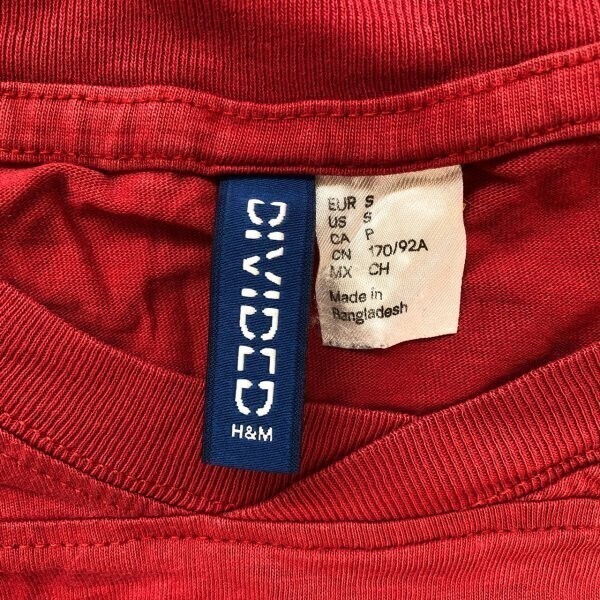 DIVIDED
H&M
EUR S
US S
CA P
CN 170/92A
MX CH
Made in
Bangladesh